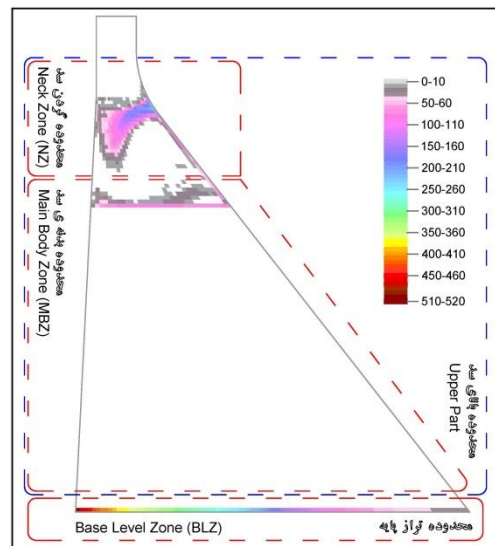 محدوده گردن سد
Neck Zone (NZ)
محدوده بدنه ی سد
Main Body Zone (MBZ)
0-10
50-60
100-110
150-160
200-210
250-260
300-310
350-360
400-410
450-460
510-520
محدوده بالای سد
Upper Part
Base Level Zone (BLZ)
محدوده تراز پایه